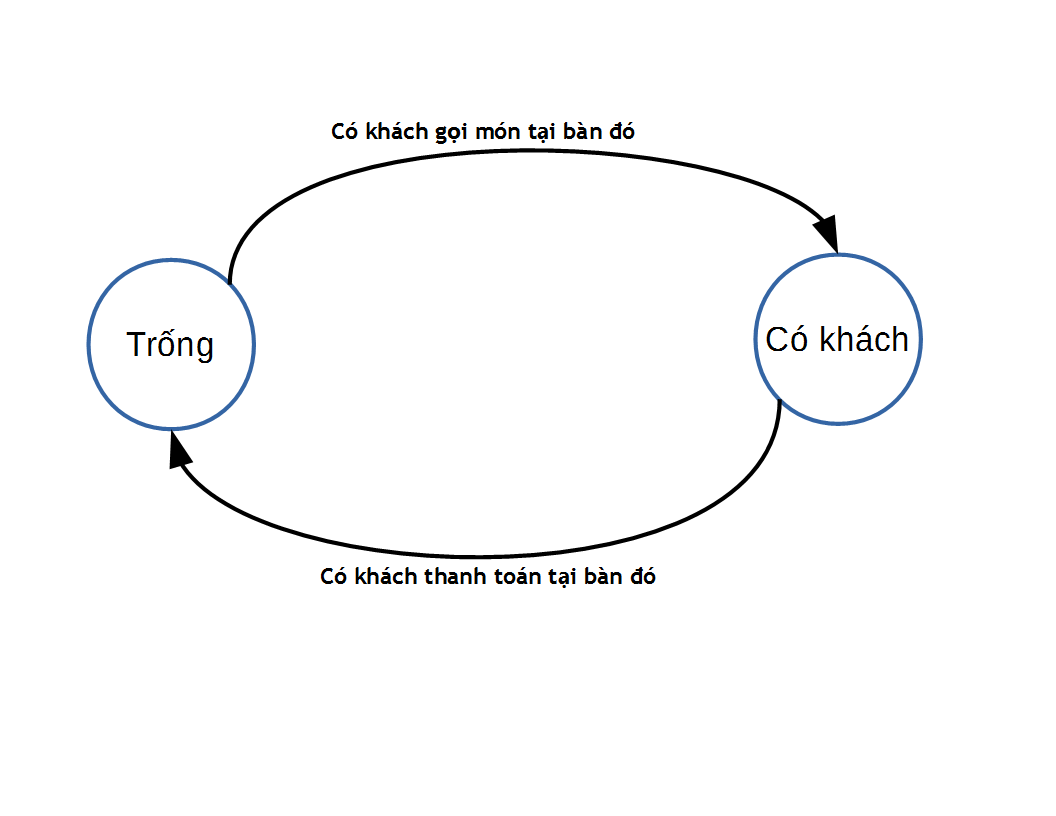 Có khách gọi món tại bàn đó
Trống
Có khách
Có khách thanh toán tại bàn đó